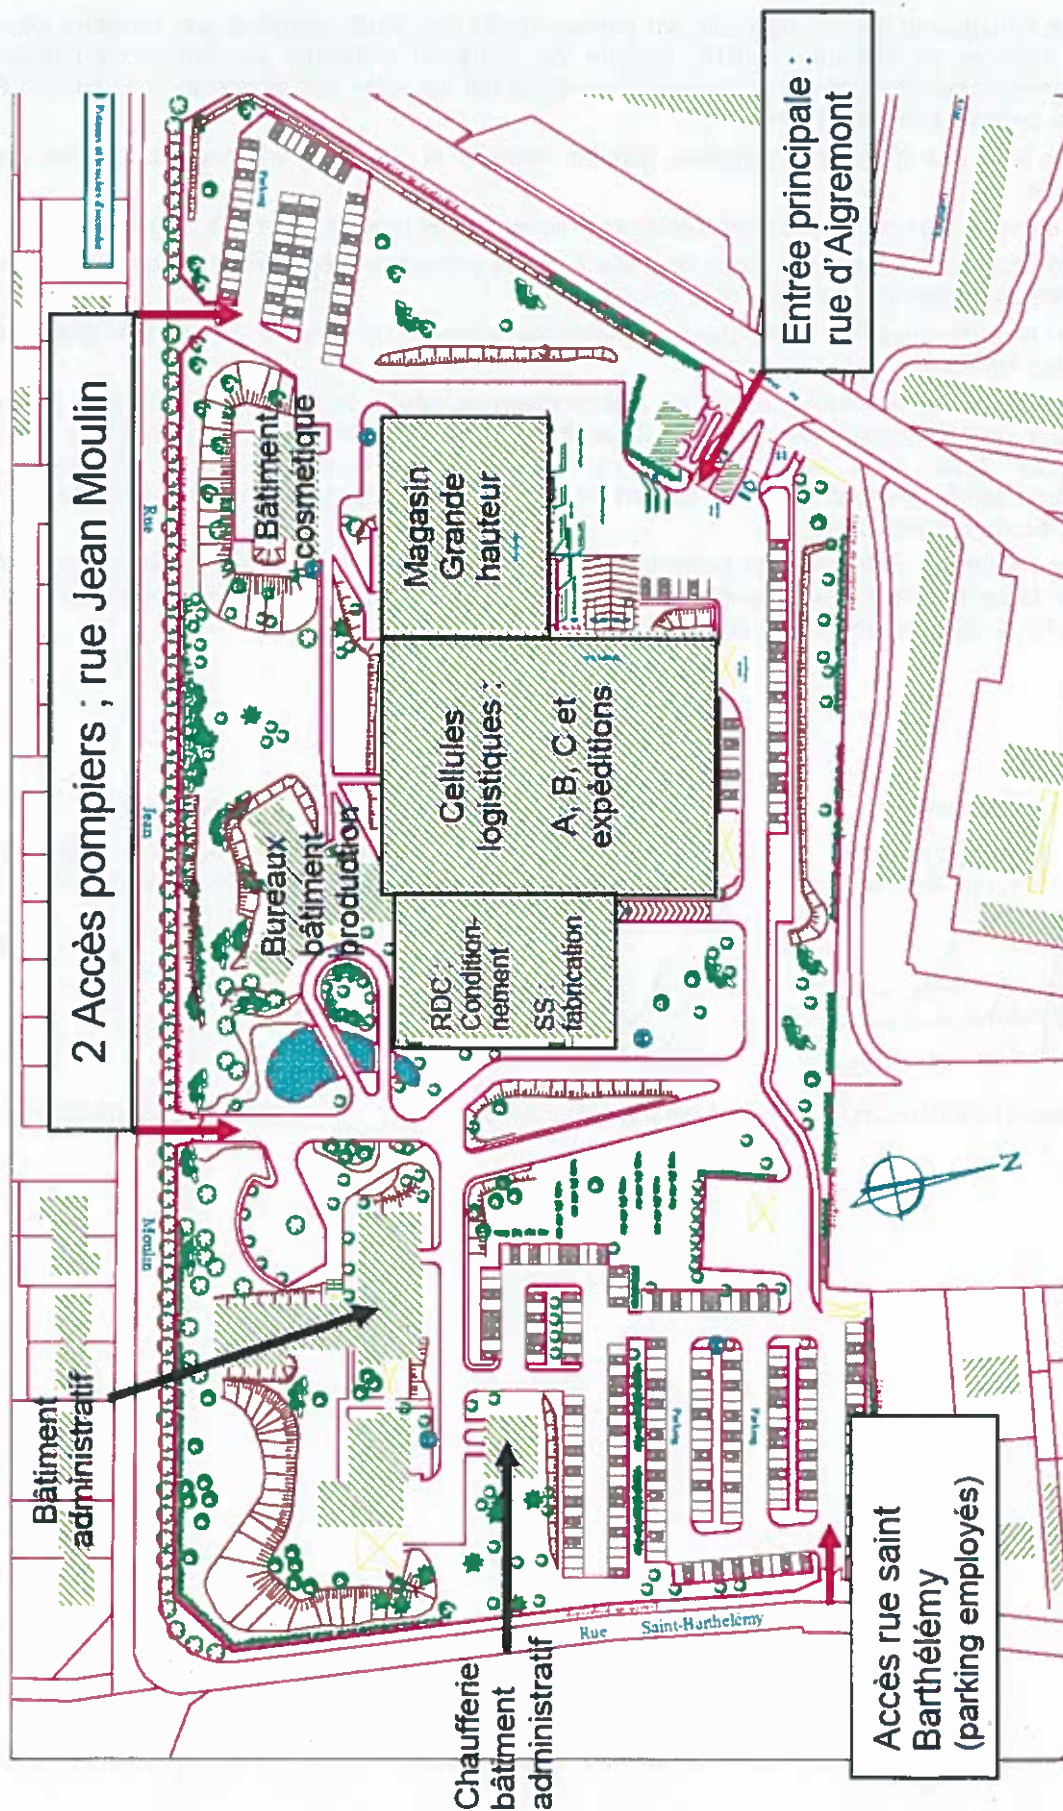 2 Accès pompiers ; rue Jean Moulin
Entrée principale :
rue d'Aigremont
Bâtiment
administratif
Bureaux
bâtiment
production
Bâtiment
cosmétique
Magasin
Grande
hauteur
Cellules
logistiques :
A, B, C et
expéditions
RDC :
Condition-
nement
SS :
fabrication
Chaufferie
bâtiment
administratif
Accès rue saint
Barthélémy
(parking employés)
Rue
Jean
Moulin
Rue
Saint-Barthélémy
Parking
Parking
Parking
N